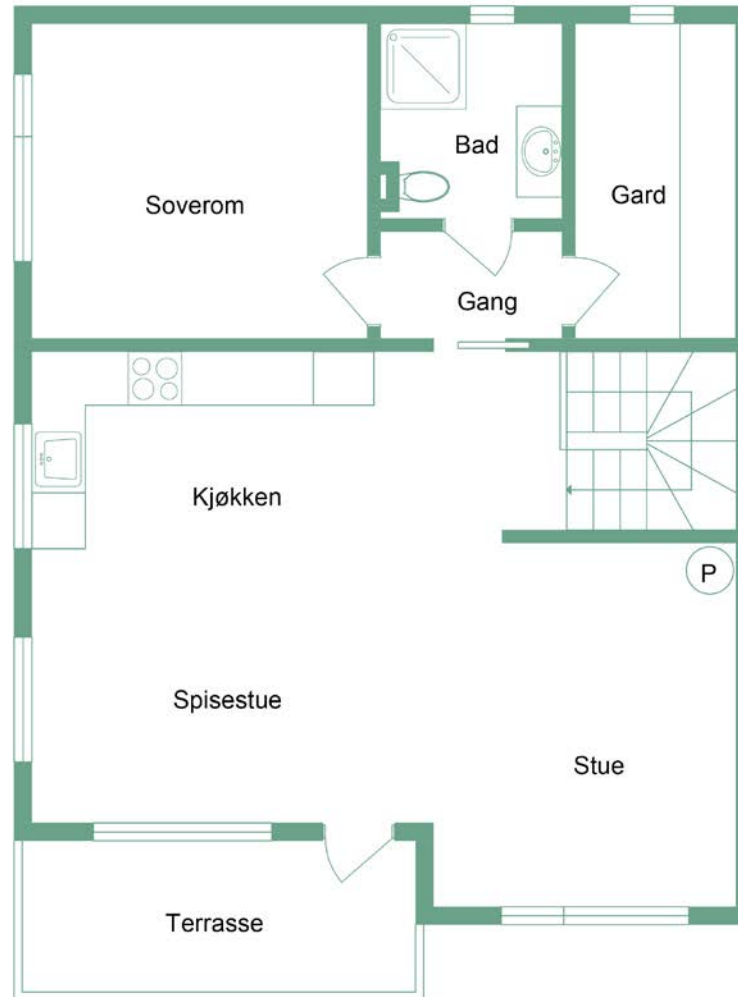 Bad
Soverom
Gard
Gang
Kjøkken
P
Spisestue
Stue
Terrasse